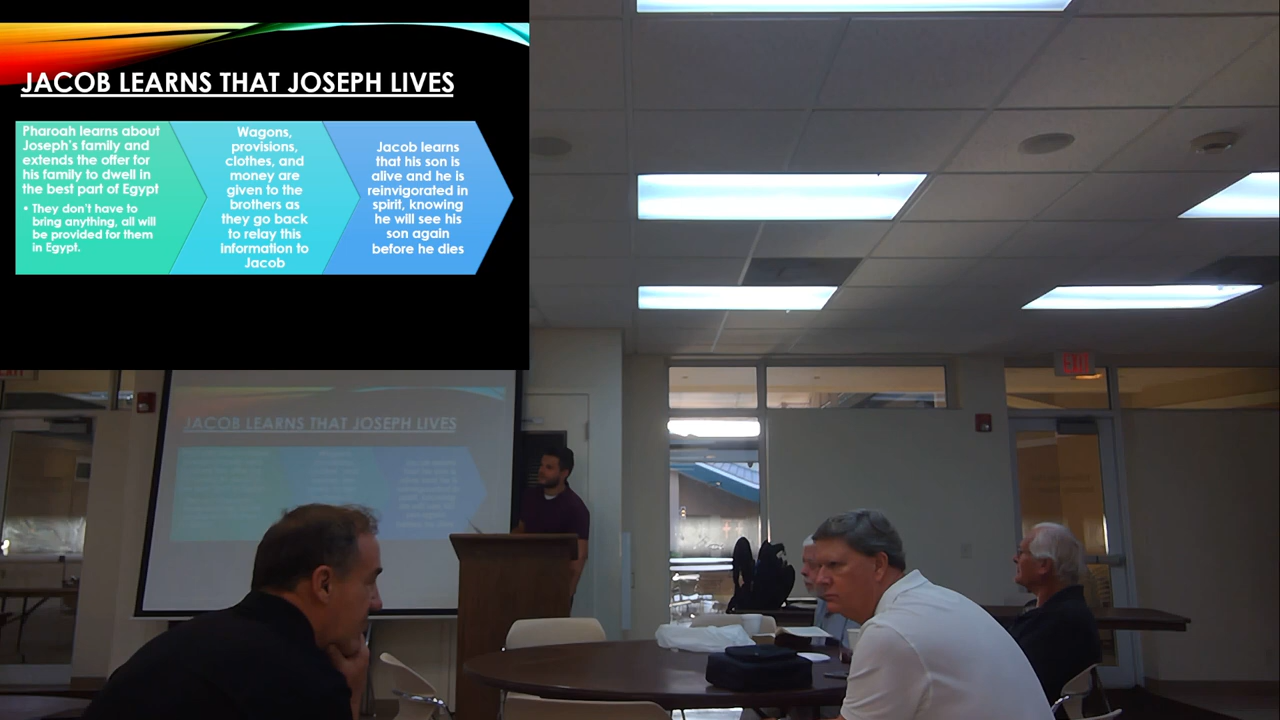 JACOB LEARNS THAT JOSEPH LIVES
Pharoah learns about
Joseph's family and
extends the offer for
his family to dwell in
the best part of Egypt
• They don't have to
bring anything, all will
be provided for them
in Egypt.
Wagons,
provisions,
clothes, and
money are
given to the
brothers as
they go back
to relay this
information to
Jacob
Jacob learns
that his son is
alive and he is
reinvigorated in
spirit, knowing
he will see his
son again
before he dies
EXIT
JACOB LEARNS THAT JOSEPH LIVES
EXIT